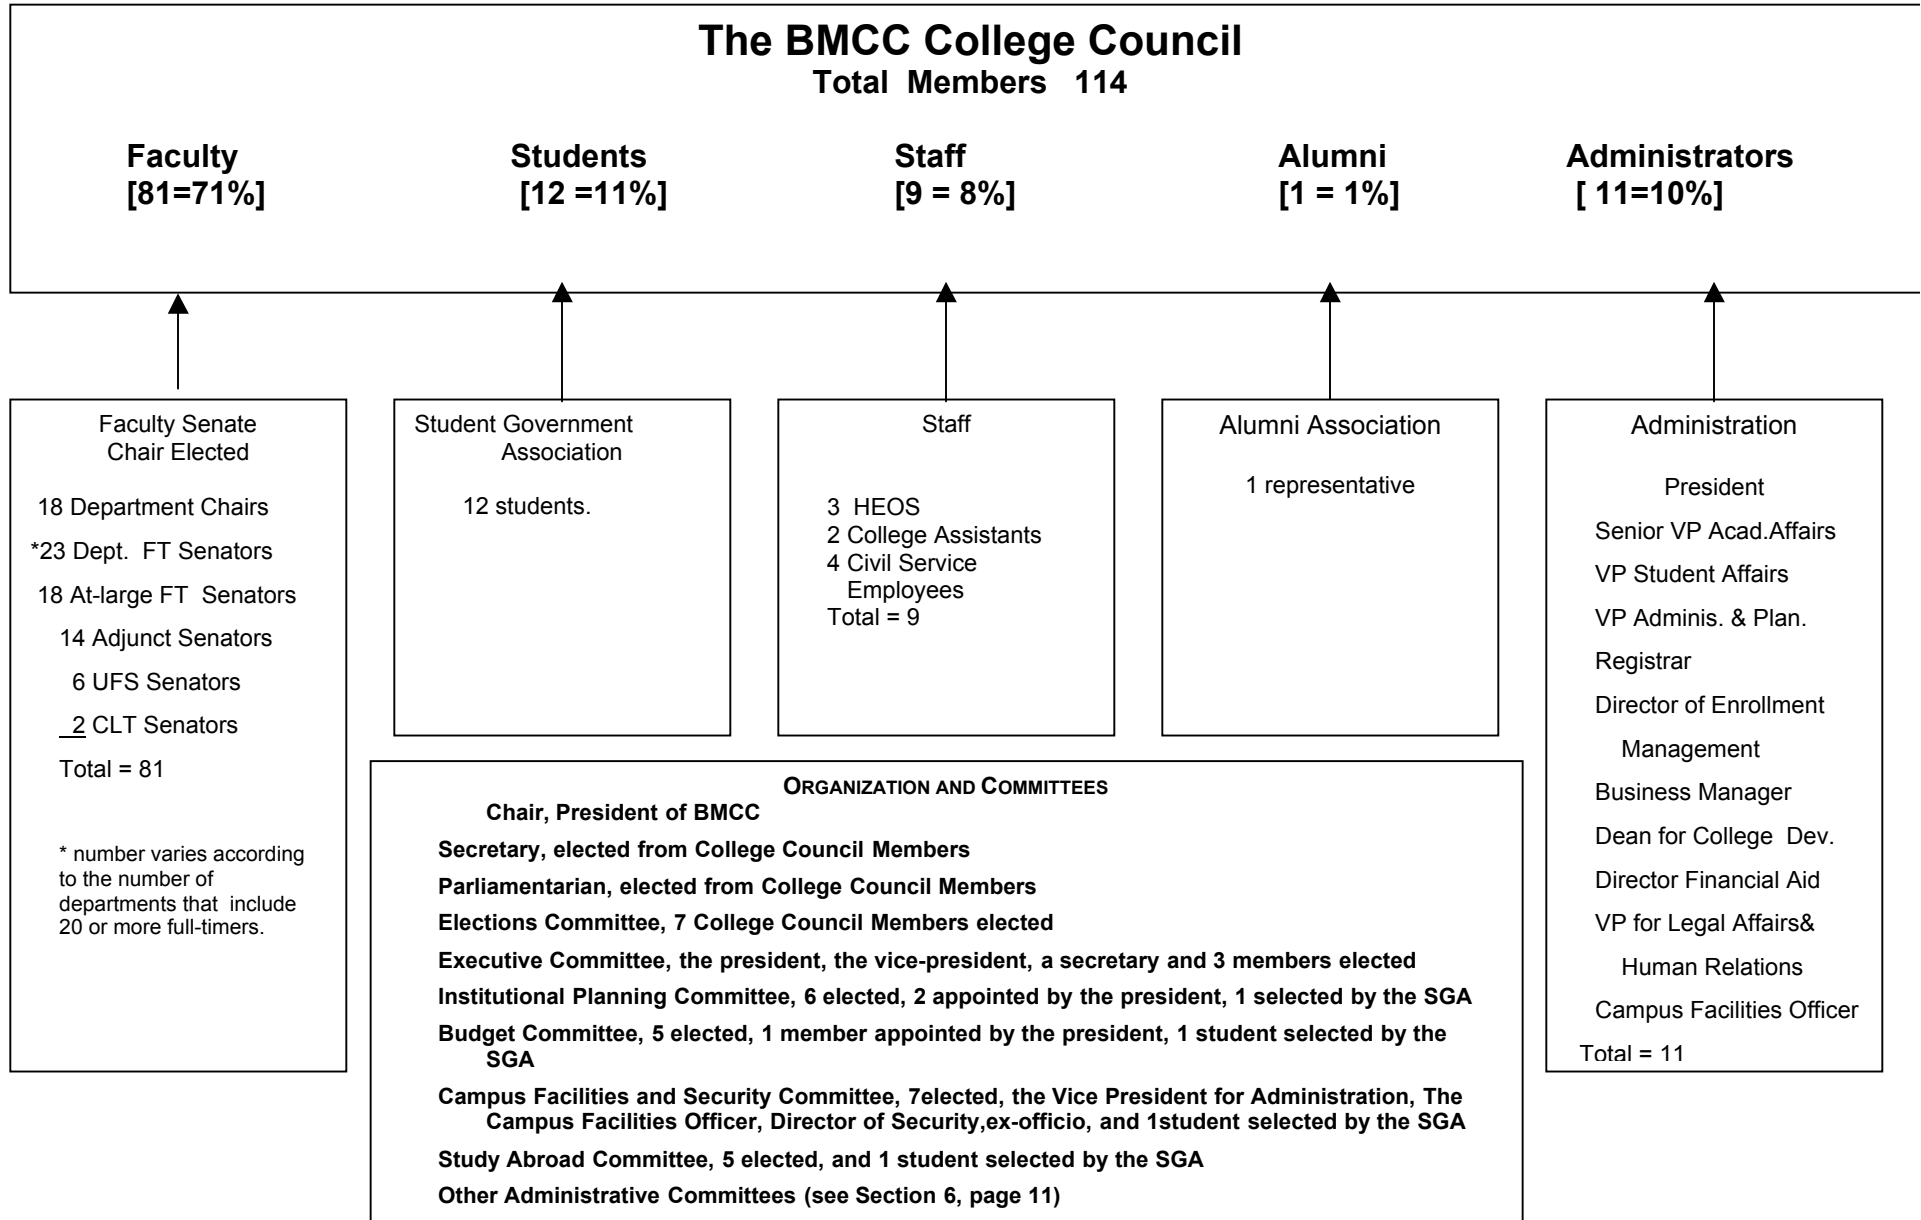 The BMCC College Council
Total Members 114
Faculty
[81=71%]
Students
[12 =11%]
Staff
[9 = 8%]
Alumni
[1 = 1%]
Administrators
[ 11=10%]
Faculty Senate
Chair Elected
18 Department Chairs
*23 Dept. FT Senators
18 At-large FT Senators
14 Adjunct Senators
6 UFS Senators
2 CLT Senators
Total = 81
* number varies according
to the number of
departments that include
20 or more full-timers.
Student Government
Association
12 students.
Staff
3 HEOS
2 College Assistants
4 Civil Service
Employees
Total = 9
Alumni Association
1 representative
Administration
President
Senior VP Acad.Affairs
VP Student Affairs
VP Adminis. & Plan.
Registrar
Director of Enrollment
Management
Business Manager
Dean for College Dev.
Director Financial Aid
VP for Legal Affairs&
Human Relations
Campus Facilities Officer
Total = 11
ORGANIZATION AND COMMITTEES
Chair, President of BMCC
Secretary, elected from College Council Members
Parliamentarian, elected from College Council Members
Elections Committee, 7 College Council Members elected
Executive Committee, the president, the vice-president, a secretary and 3 members elected
Institutional Planning Committee, 6 elected, 2 appointed by the president, 1 selected by the SGA
Budget Committee, 5 elected, 1 member appointed by the president, 1 student selected by the
SGA
Campus Facilities and Security Committee, 7elected, the Vice President for Administration, The
Campus Facilities Officer, Director of Security,ex-officio, and 1student selected by the SGA
Study Abroad Committee, 5 elected, and 1 student selected by the SGA
Other Administrative Committees (see Section 6, page 11)